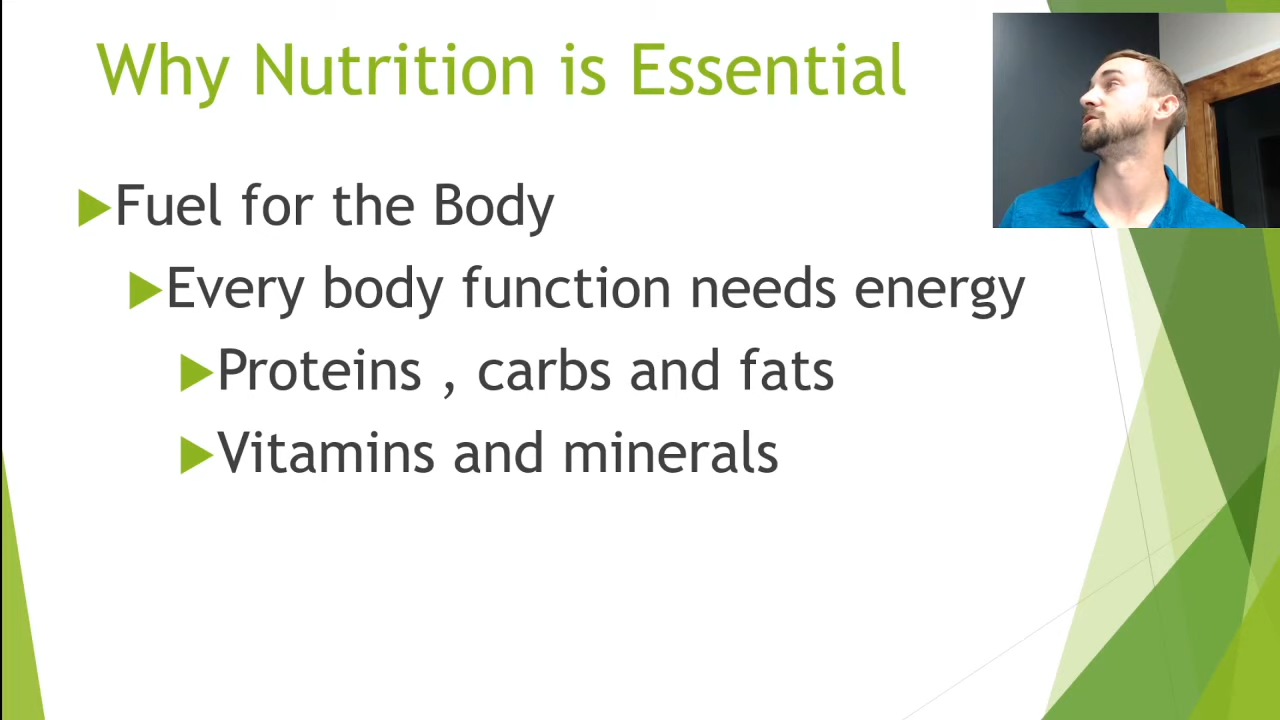 Why Nutrition is Essential
Fuel for the Body
Every body function needs energy
Proteins , carbs and fats
Vitamins and minerals